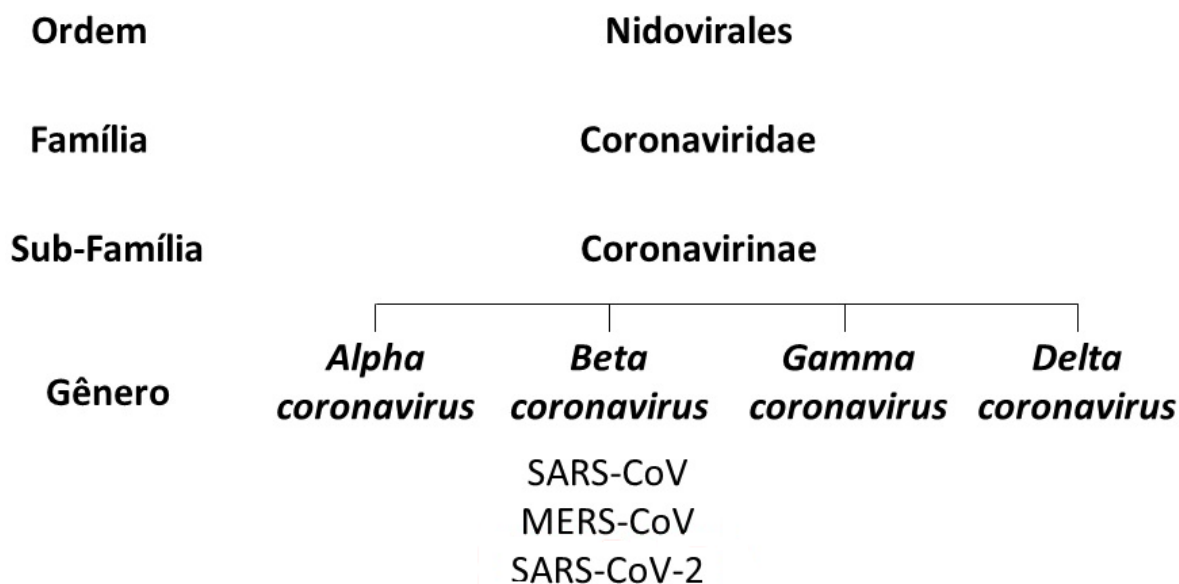 Ordem Nidovirales
Família Coronaviridae
Sub-Família Coronavirinae
Gênero
Alpha coronavirus
Beta coronavirus
Gamma coronavirus
Delta coronavirus
SARS-CoV
MERS-CoV
SARS-CoV-2